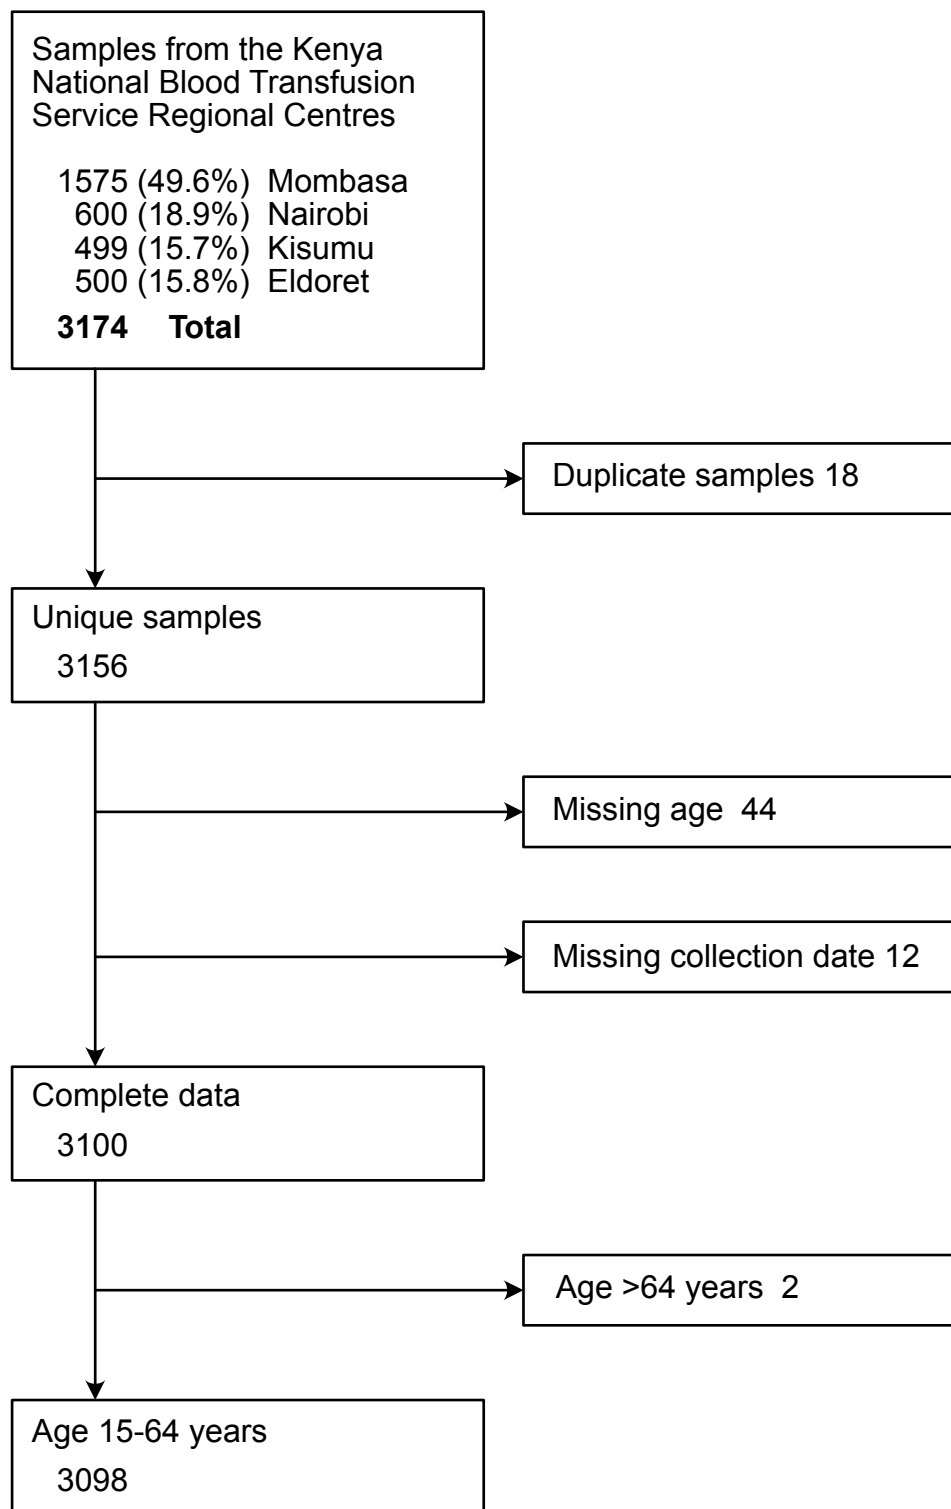 Samples from the Kenya
National Blood Transfusion
Service Regional Centres
1575 (49.6%) Mombasa
600 (18.9%) Nairobi
499 (15.7%) Kisumu
500 (15.8%) Eldoret
3174 Total
Duplicate samples 18
Unique samples
3156
Missing age 44
Missing collection date 12
Complete data
3100
Age >64 years 2
Age 15-64 years
3098